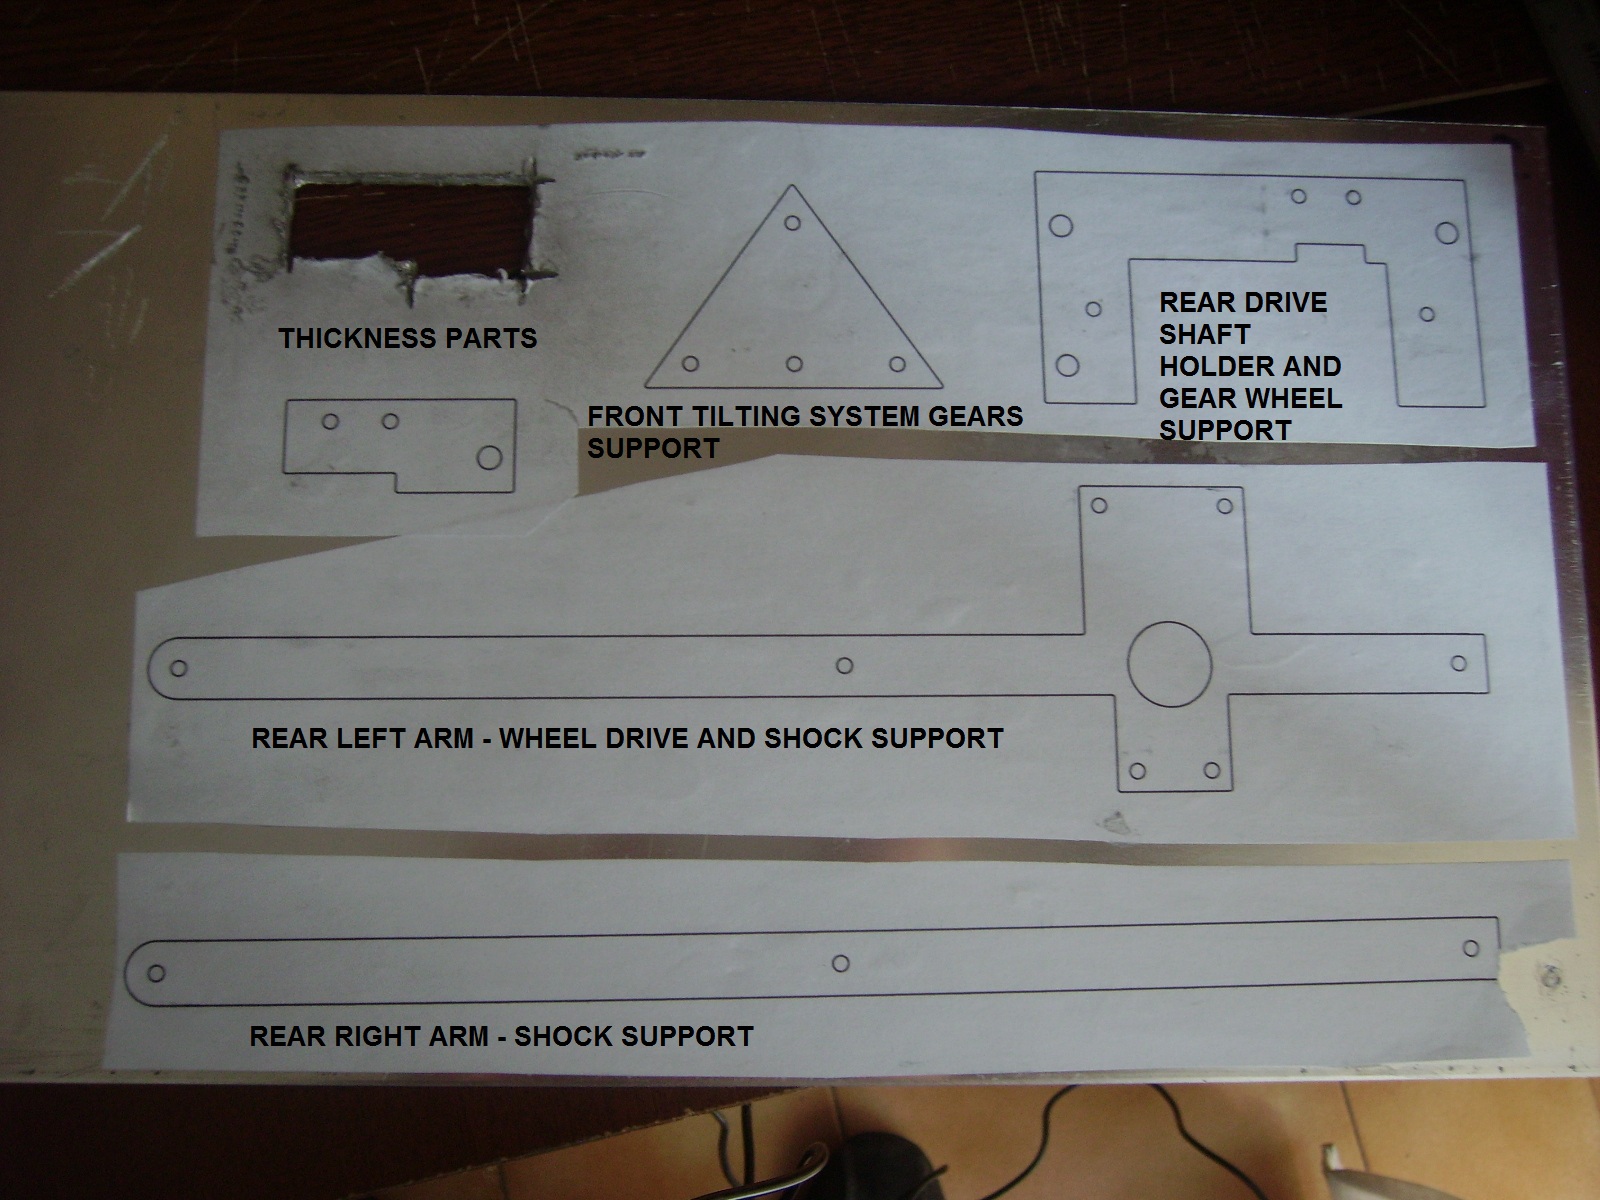 THICKNESS PARTS
FRONT TILTING SYSTEM GEARS
SUPPORT
REAR DRIVE
SHAFT
HOLDER AND
GEAR WHEEL
SUPPORT
REAR LEFT ARM - WHEEL DRIVE AND SHOCK SUPPORT
REAR RIGHT ARM - SHOCK SUPPORT